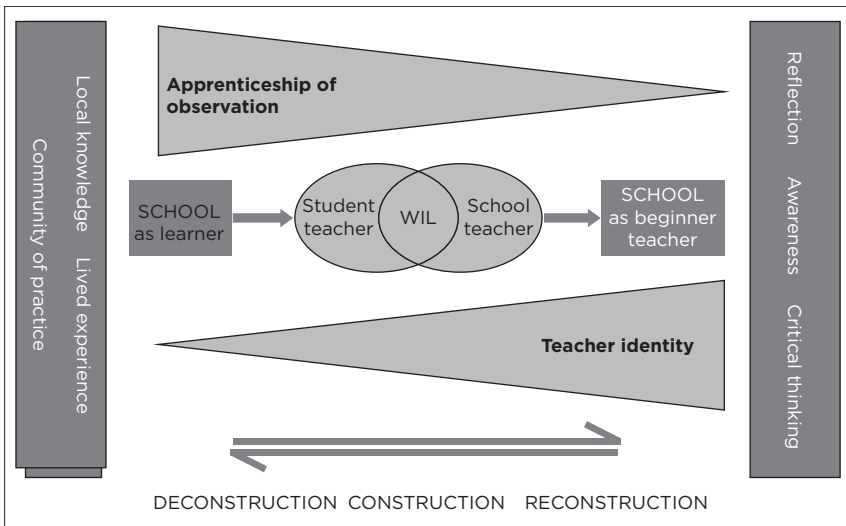 Local knowledge Lived experience
Community of practice
Apprenticeship of
observation
SCHOOL
as learner
Student
teacher
WIL
School
teacher
SCHOOL
as beginner
teacher
Teacher identity
DECONSTRUCTION CONSTRUCTION RECONSTRUCTION
Reflection Awareness Critical thinking